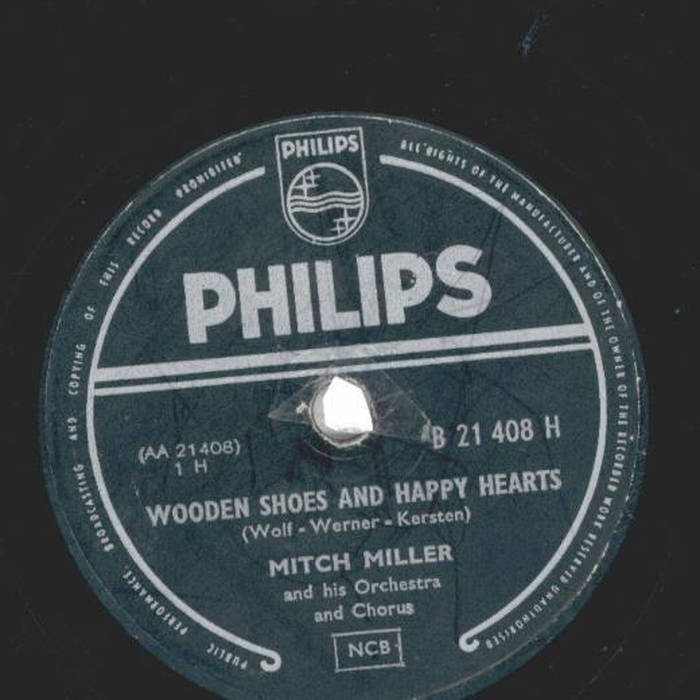 PHILIPS
PHILIPS
(AA 21408)
1 H
B 21 408 H
WOODEN SHOES AND HAPPY HEARTS
(Wolf - Werner - Kersten)
MITCH MILLER
and his Orchestra
and Chorus
NCB
ALL RIGHTS OF THE MANUFACTURER AND OF THE OWNER OF THE RECORDED WORK RESERVED UNAUTHORISED
PUBLIC PERFORMANCE, BROADCASTING AND COPYING OF THIS RECORD PROHIBITED